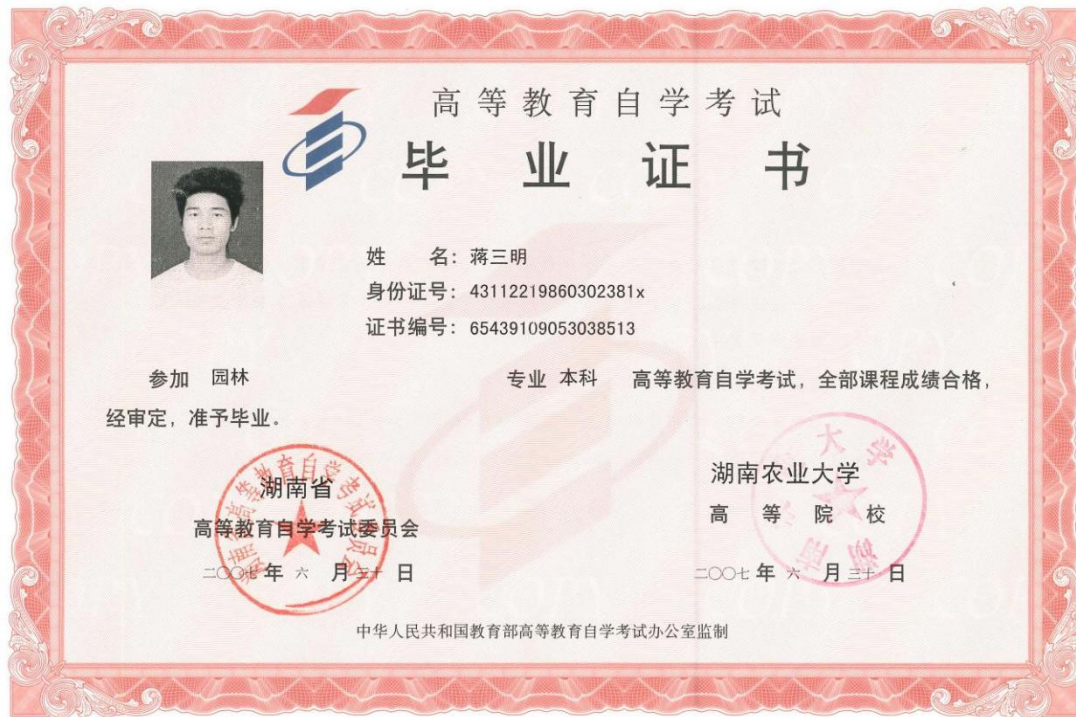 高等教育自学考试
毕业证书
姓 名：蒋三明
身份证号：43112219860302381x
证书编号：65439109053038513
参加 园林 专业 本科 高等教育自学考试，全部课程成绩合格，
经审定，准予毕业。
湖南省
高等教育自学考试委员会
二〇〇七年六月三十日
湖南农业大学
高等院校
二〇〇七年六月三十日
中华人民共和国教育部高等教育自学考试办公室监制